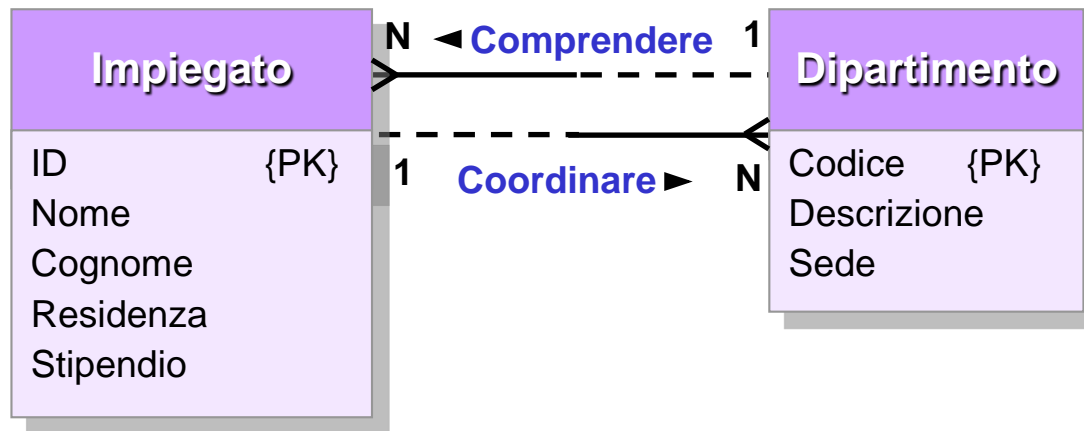 Impiegato
ID {PK}
Nome
Cognome
Residenza
Stipendio
N ◄ Comprendere 1
1 Coordinare ► N
Dipartimento
Codice {PK}
Descrizione
Sede